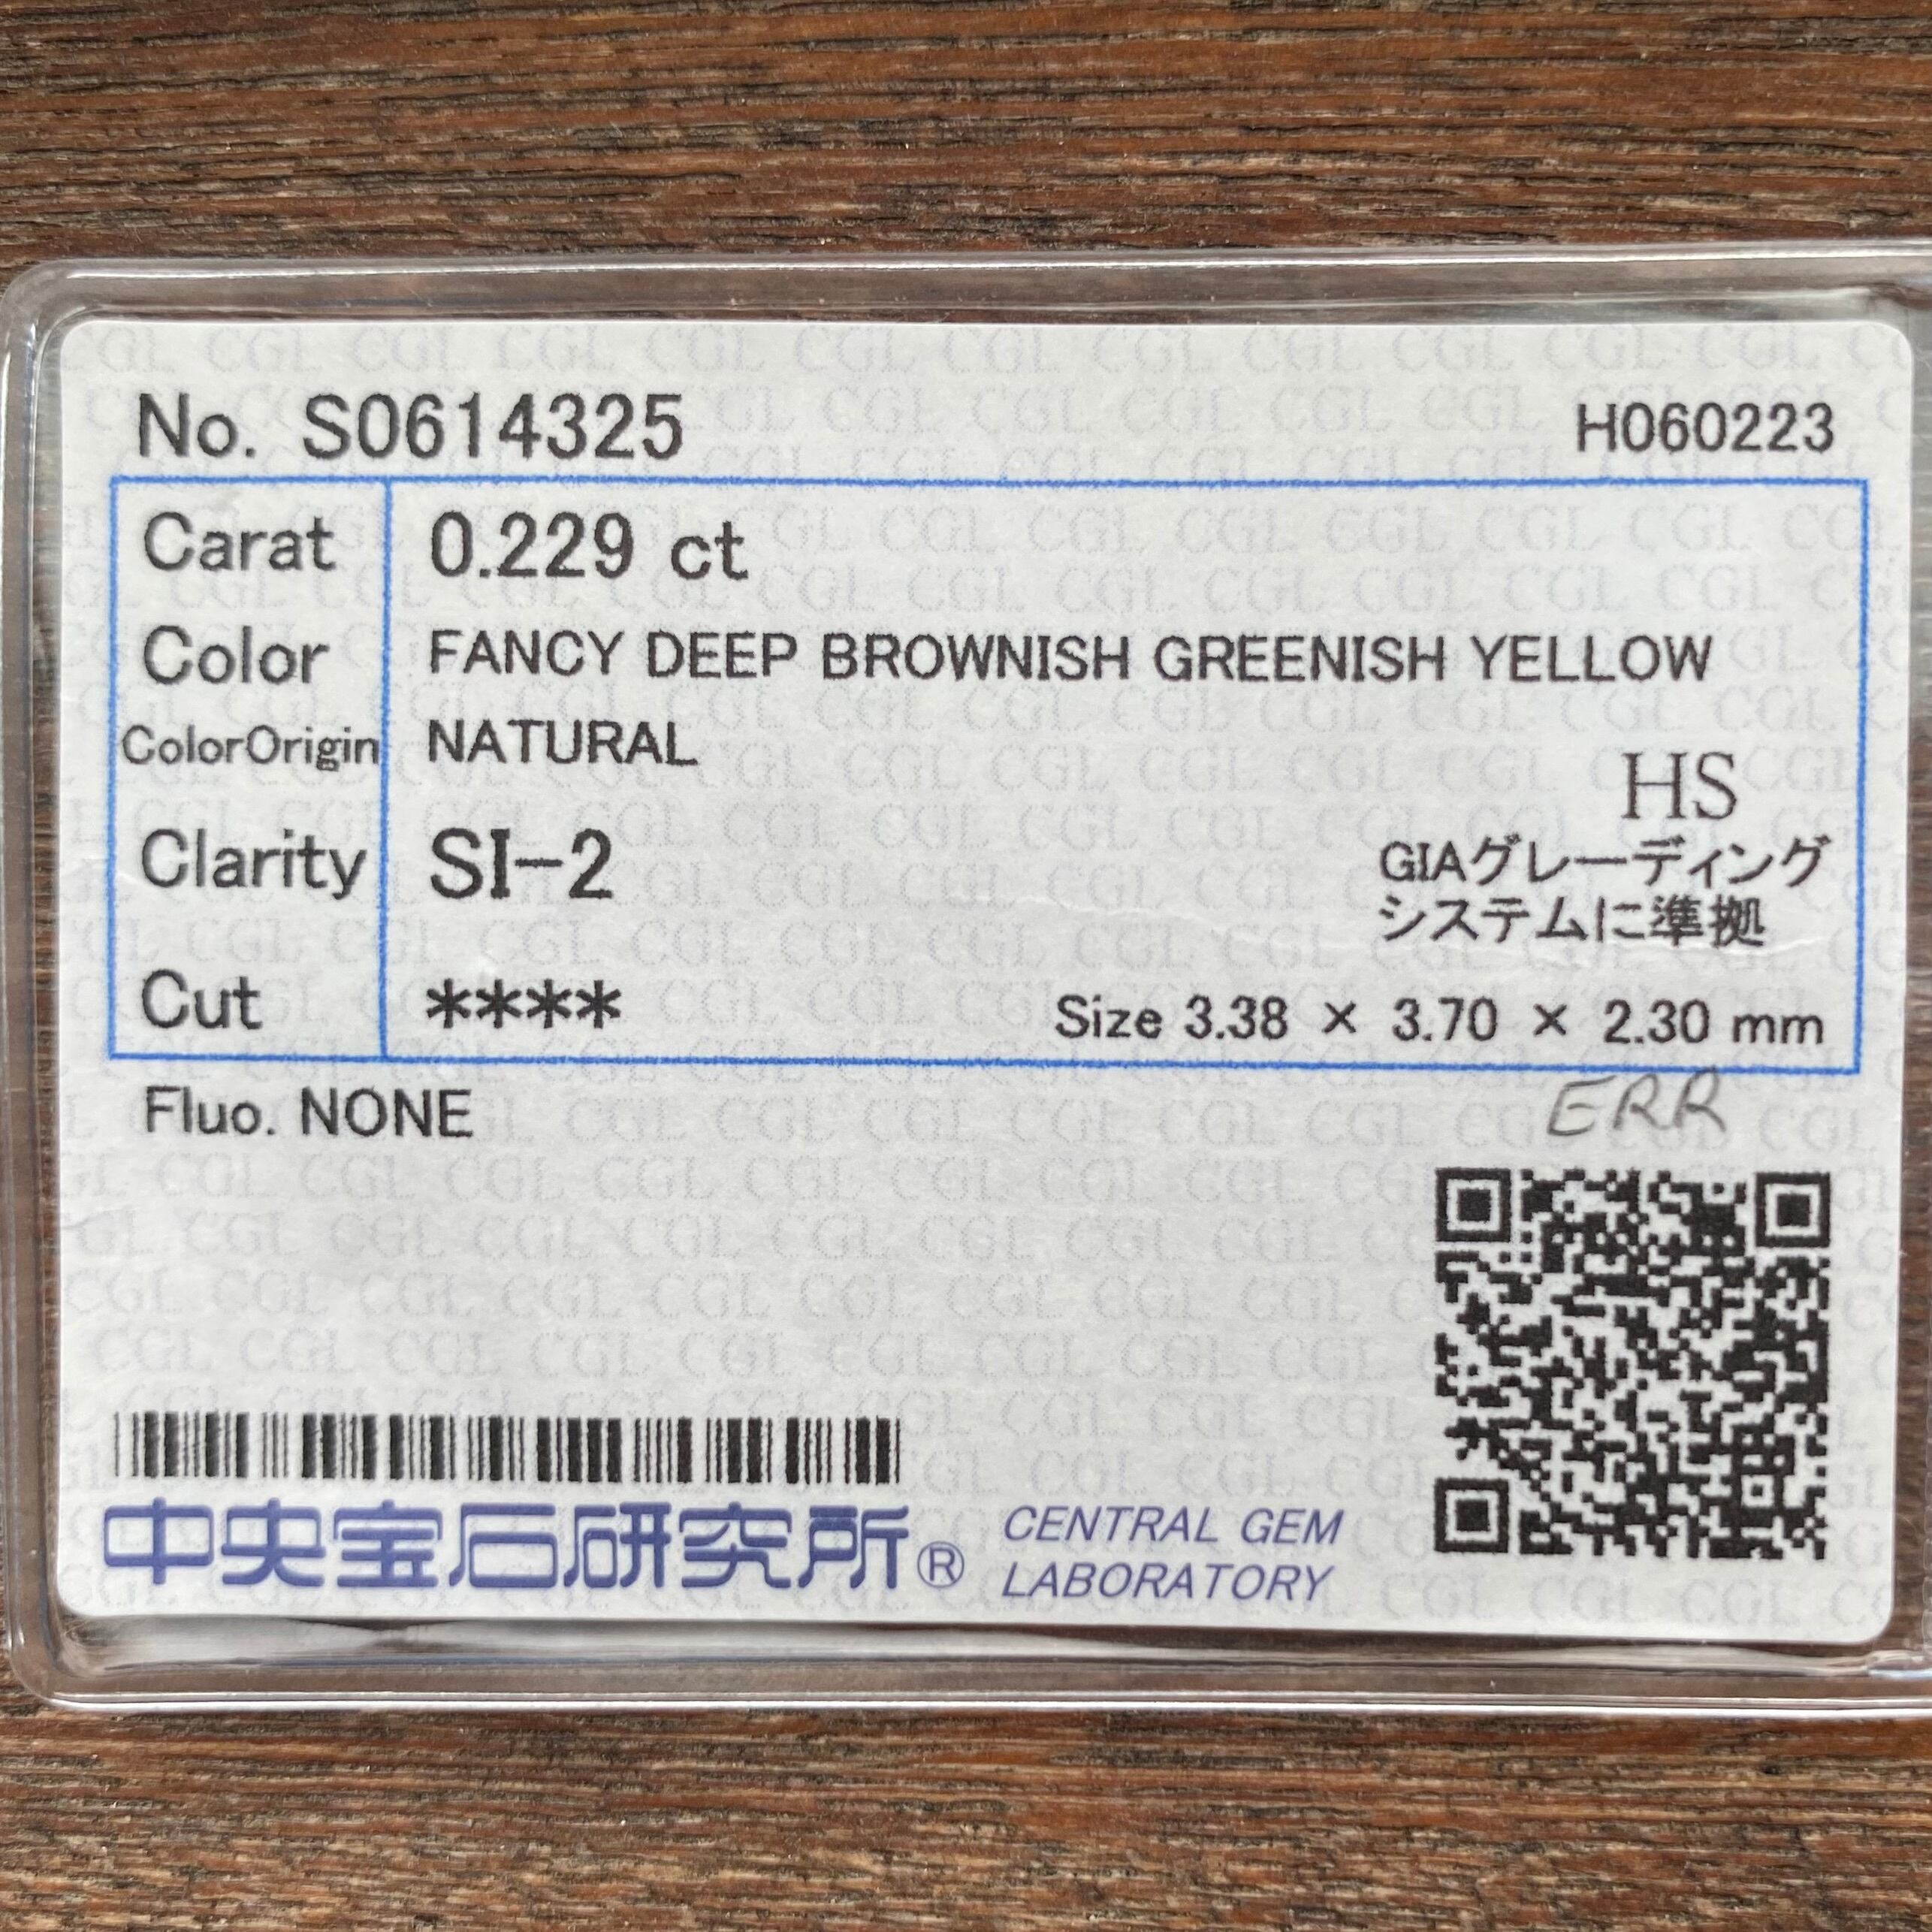 No. S0614325
H060223
Carat 0.229 ct
Color FANCY DEEP BROWNISH GREENISH YELLOW
ColorOrigin NATURAL
HS
Clarity SI-2
GIAグレーディング
システムに準拠
Cut ****
Size 3.38 × 3.70 × 2.30 mm
Fluo. NONE
ERR
中央宝石研究所®
CENTRAL GEM
LABORATORY